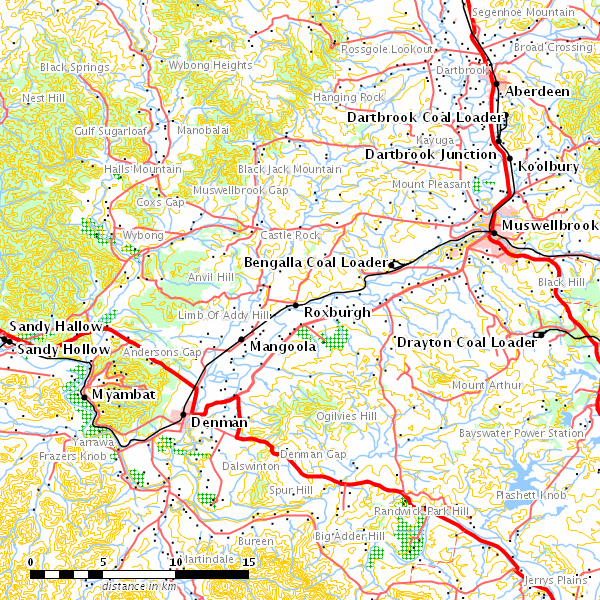 Segenhoe Mountain
Rossgole Lookout
Broad Crossing
Black Springs
Wybong Heights
Dartbrook
Aberdeen
Nest Hill
Hanging Rock
Dartbrook Coal Loader
Gulf Sugarloaf
Manobalai
Kayuga
Dartbrook Junction
Koolbury
Halls Mountain
Black Jack Mountain
Mount Pleasant
Muswellbrook Gap
Coxs Gap
Muswellbrook
Wybong
Castle Rock
Bengalla Coal Loader
Anvil Hill
Black Hill
Limb Of Addy Hill
Roxburgh
Sandy Hallow
Sandy Hollow
Andersons Gap
Mangoola
Drayton Coal Loader
Myambat
Mount Arthur
Denman
Ogilvies Hill
Bayswater Power Station
Yarrawa
Frazers Knob
Denman Gap
Dalswinton
Spur Hill
Plashett Knob
Randwick Park Hill
Bureen
Big Adder Hill
Martindale
Jerrys Plains
0 5 10 15
distance in km